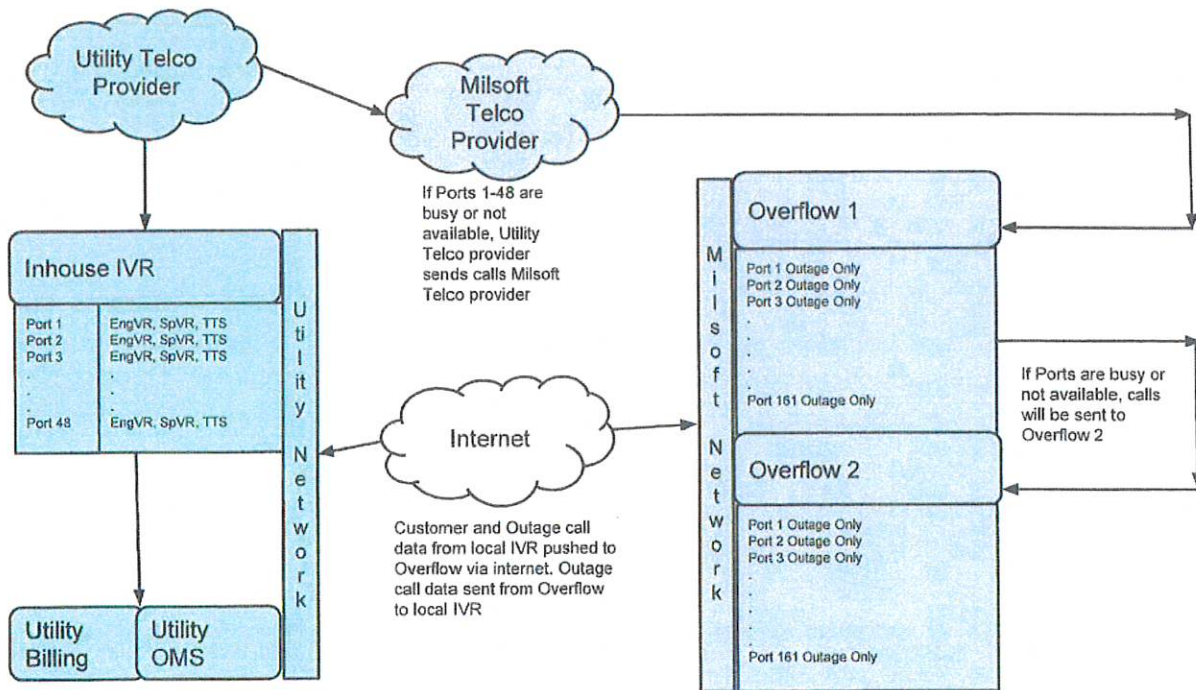 Utility Telco
Provider
Milsoft
Telco
Provider
If Ports 1-48 are
busy or not
available, Utility
Telco provider
sends calls Milsoft
Telco provider
Inhouse IVR
Port 1 EngVR, SpVR, TTS
Port 2 EngVR, SpVR, TTS
Port 3 EngVR, SpVR, TTS
. .
. .
. .
Port 48 EngVR, SpVR, TTS
Utility Network
Utility
Billing
Utility
OMS
Internet
Customer and Outage call
data from local IVR pushed to
Overflow via internet. Outage
call data sent from Overflow
to local IVR
Milsoft Network
Overflow 1
Port 1 Outage Only
Port 2 Outage Only
Port 3 Outage Only
.
.
.
.
.
Port 161 Outage Only
If Ports are busy or
not available, calls
will be sent to
Overflow 2
Overflow 2
Port 1 Outage Only
Port 2 Outage Only
Port 3 Outage Only
.
.
.
.
.
Port 161 Outage Only